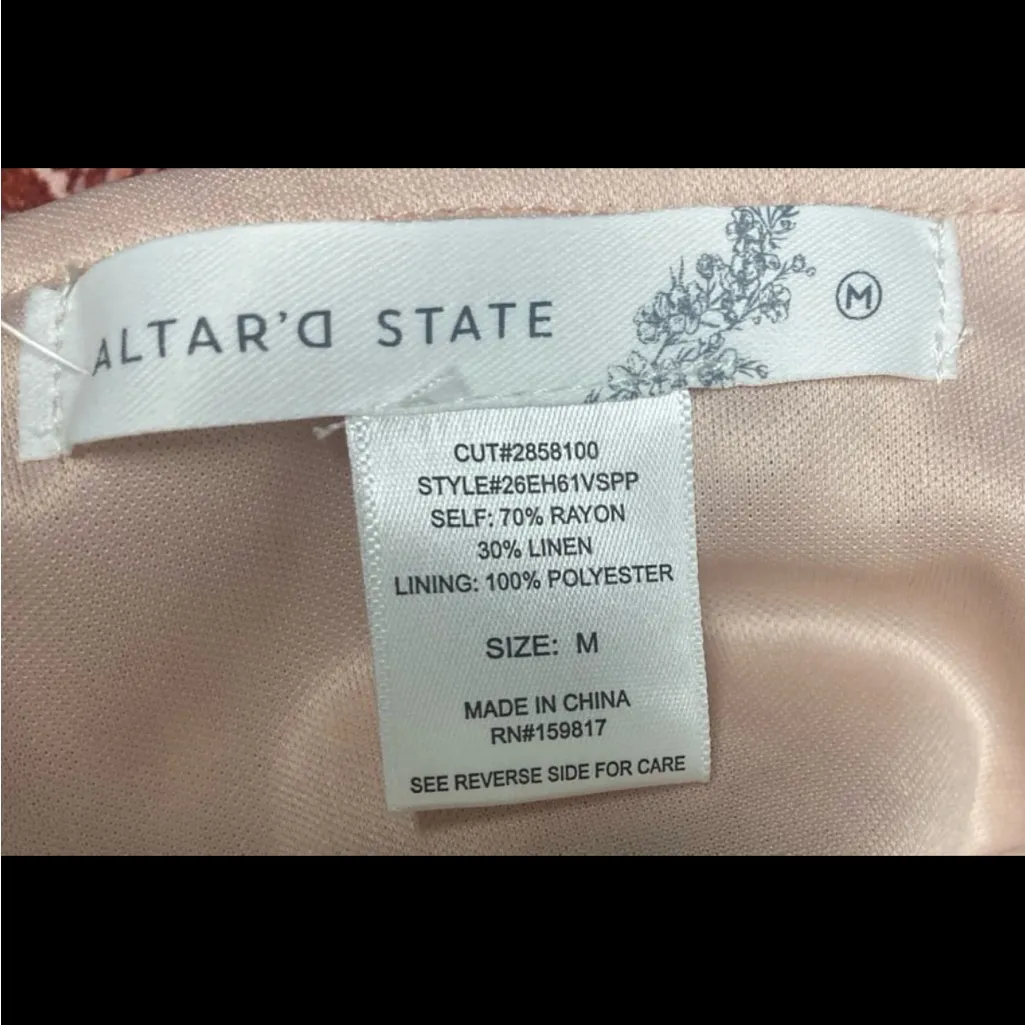 ALTAR'D STATE
M
CUT#2858100
STYLE#26EH61VSPP
SELF: 70% RAYON
30% LINEN
LINING: 100% POLYESTER
SIZE: M
MADE IN CHINA
RN#159817
SEE REVERSE SIDE FOR CARE